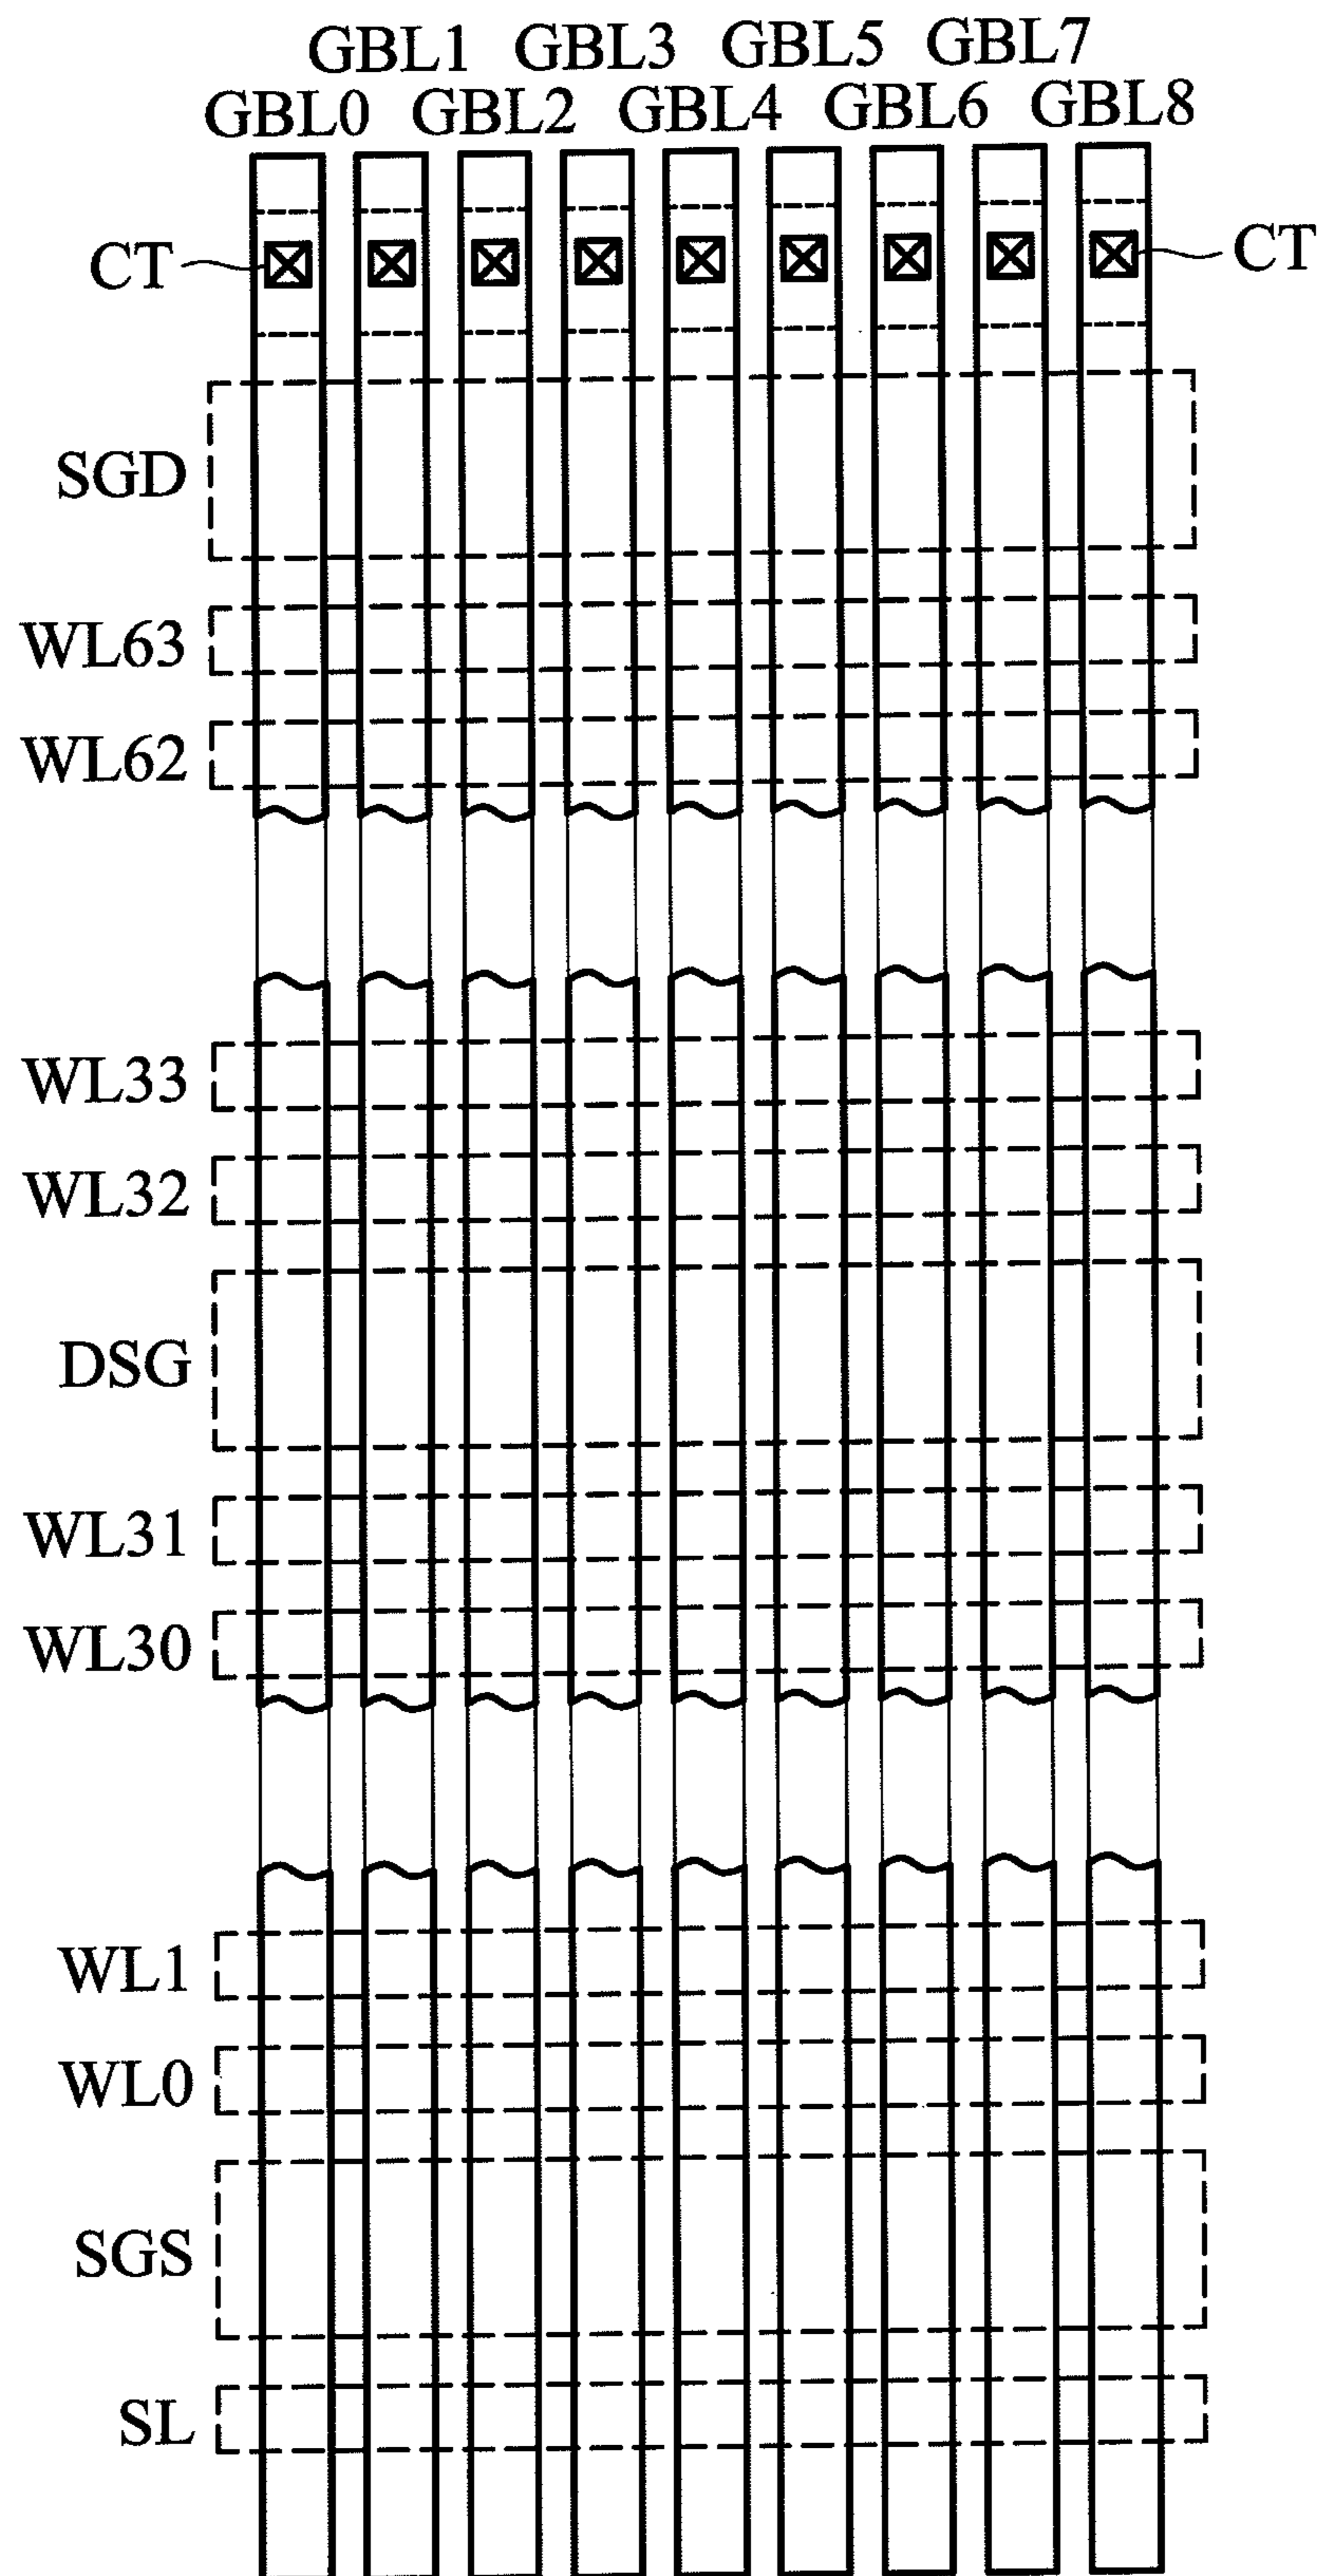 GBL1 GBL3 GBL5 GBL7
GBL0 GBL2 GBL4 GBL6 GBL8
CT CT
SGD
WL63
WL62
WL33
WL32
DSG
WL31
WL30
WL1
WL0
SGS
SL